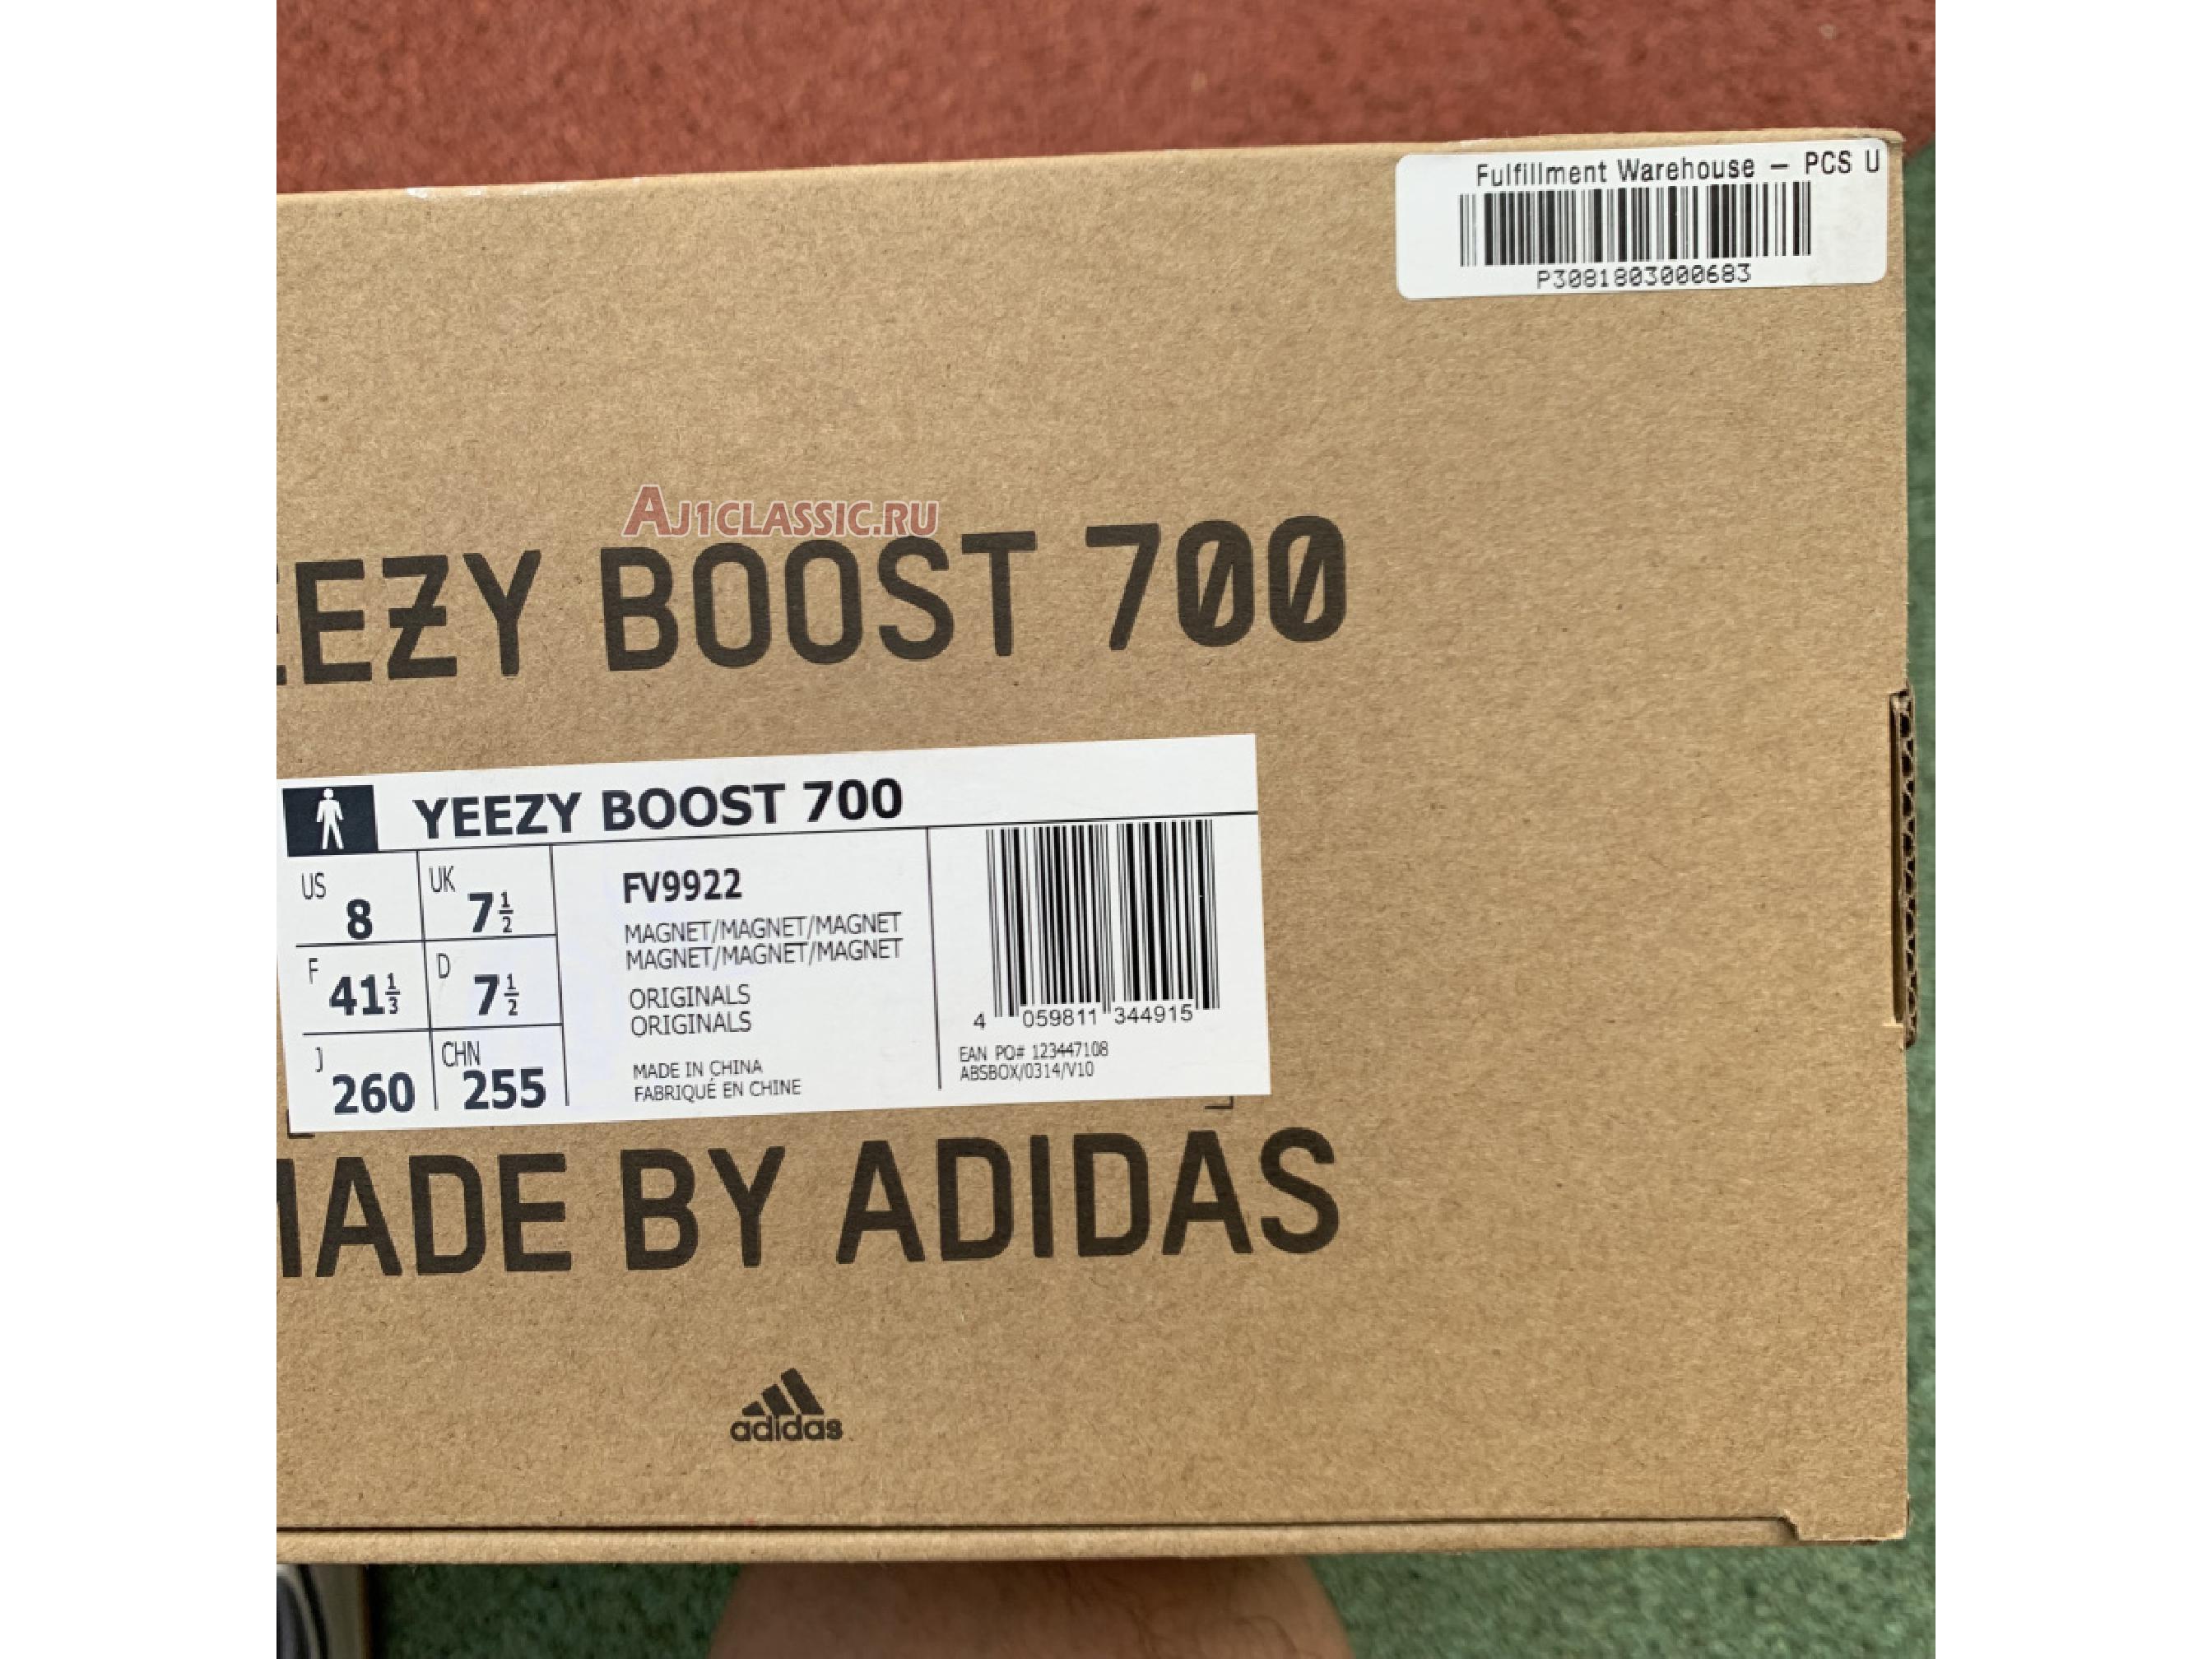 Fulfillment Warehouse – PCS U
P3081803000683
AJ1CLASSIC.RU
EEZY BOOST 700
YEEZY BOOST 700
US 8 UK 7½
F 41⅓ D 7½
J 260 CHN 255
FV9922
MAGNET/MAGNET/MAGNET
MAGNET/MAGNET/MAGNET
ORIGINALS
ORIGINALS
MADE IN CHINA
FABRIQUÉ EN CHINE
4 059811 344915
EAN PO# 123447108
ABSBOX/0314/V10
MADE BY ADIDAS
adidas